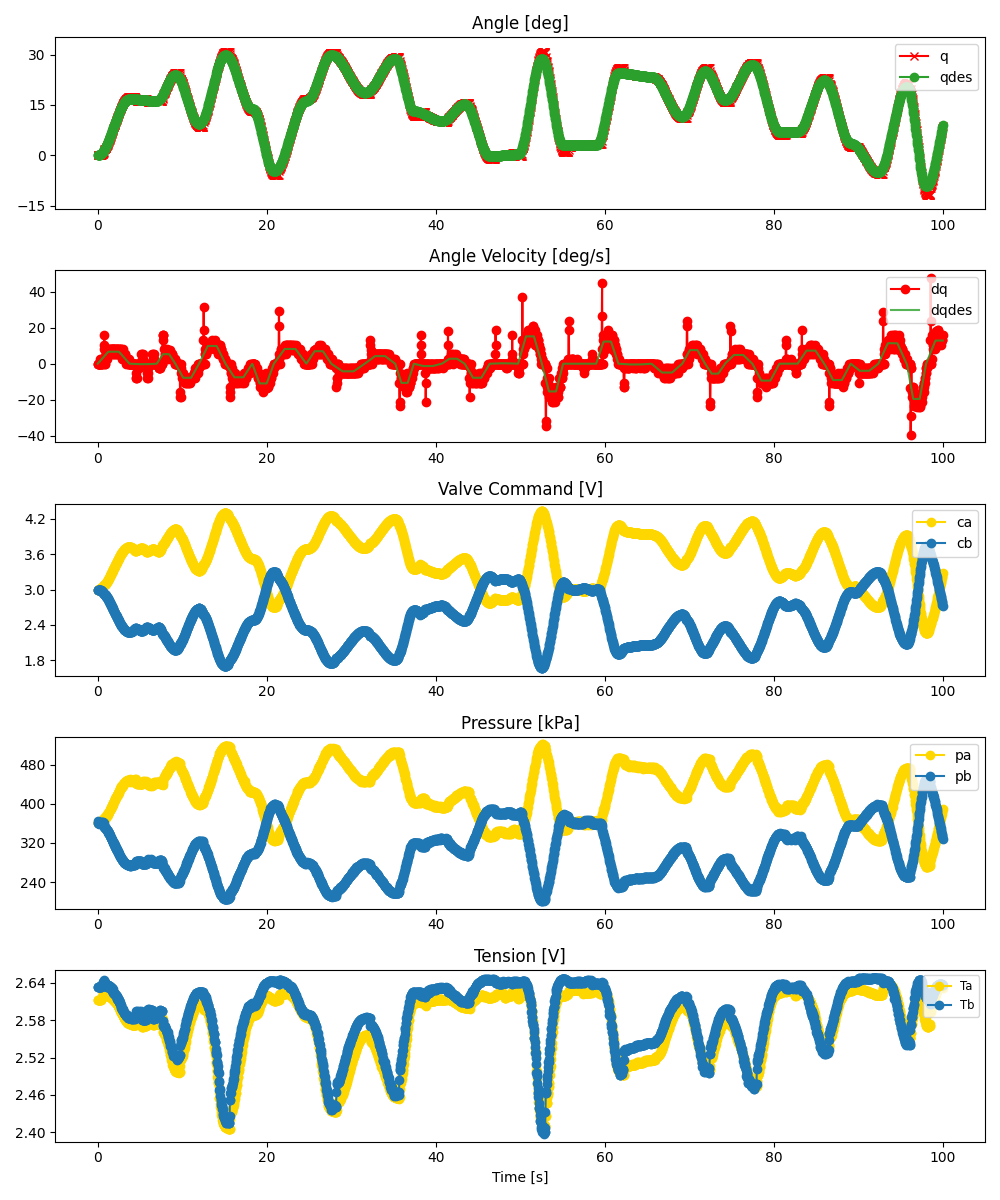 Angle [deg]
30
15
0
−15
q
qdes
0 20 40 60 80 100
Angle Velocity [deg/s]
40
20
0
−20
−40
dq
dqdes
0 20 40 60 80 100
Valve Command [V]
4.2
3.6
3.0
2.4
1.8
ca
cb
0 20 40 60 80 100
Pressure [kPa]
480
400
320
240
pa
pb
0 20 40 60 80 100
Tension [V]
2.64
2.58
2.52
2.46
2.40
Ta
Tb
0 20 40 60 80 100
Time [s]